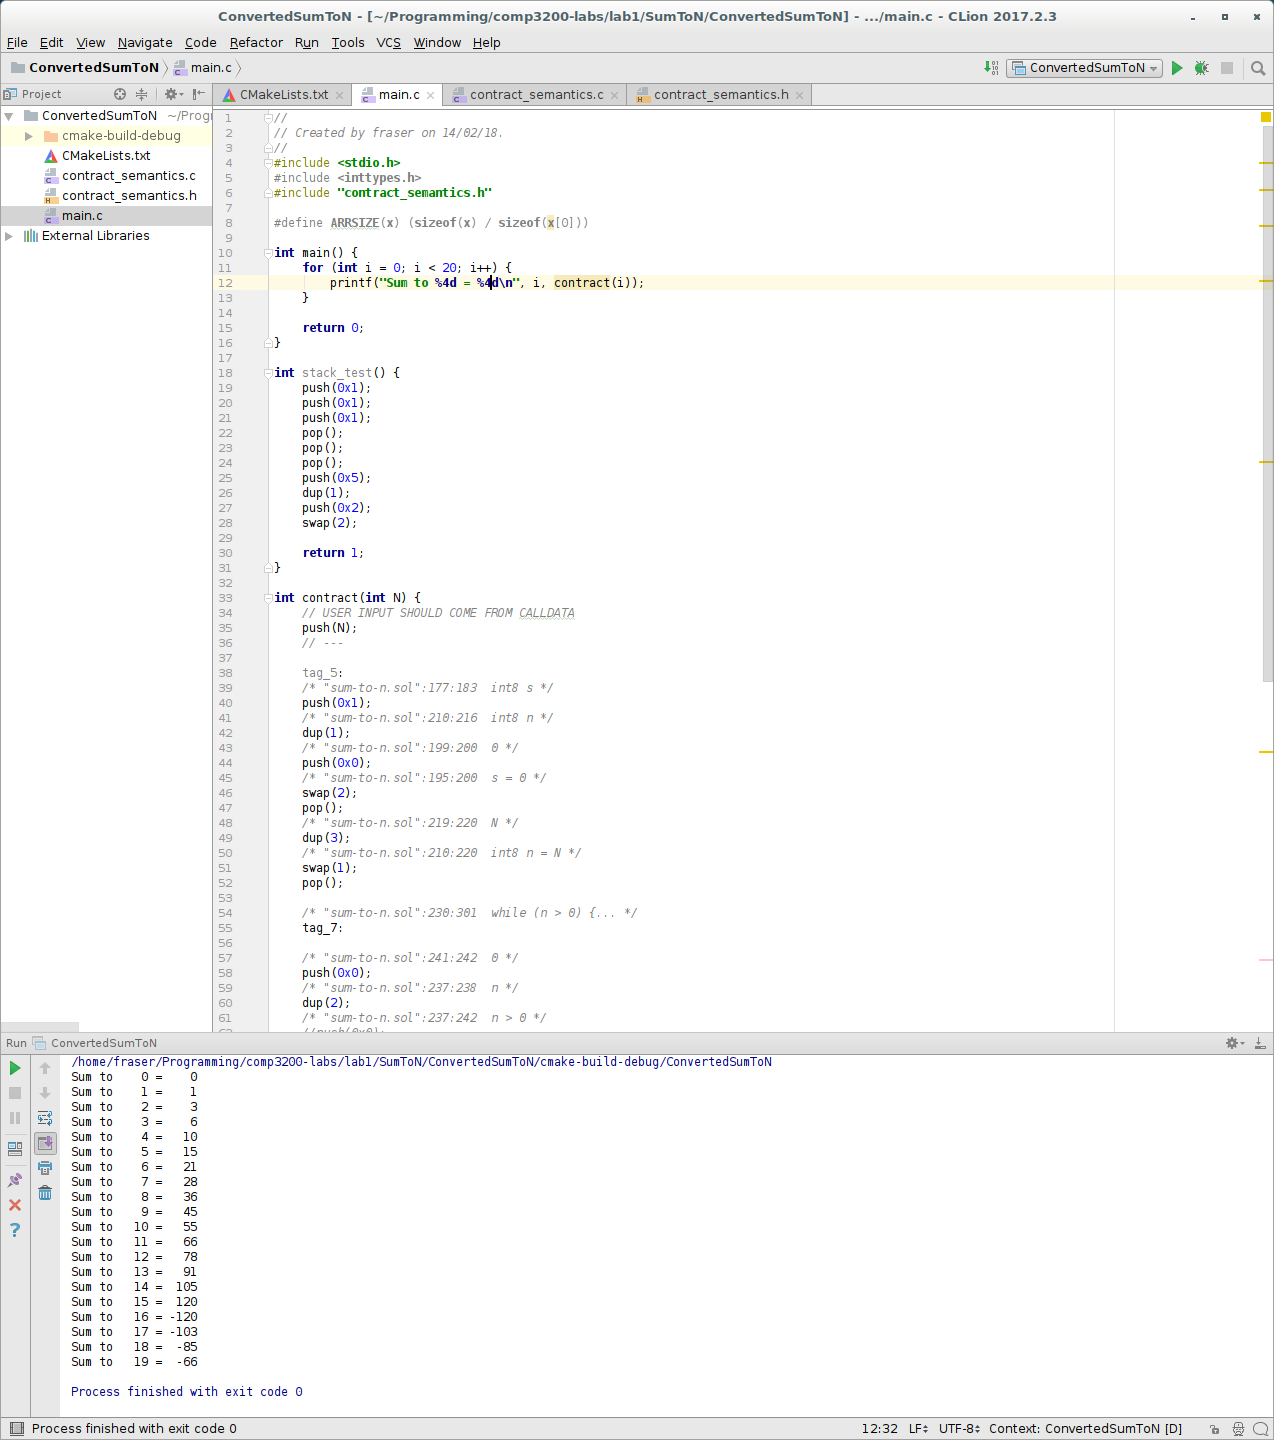 ConvertedSumToN - [~/Programming/comp3200-labs/lab1/SumToN/ConvertedSumToN] - .../main.c - CLion 2017.2.3
File Edit View Navigate Code Refactor Run Tools VCS Window Help
ConvertedSumToN main.c ConvertedSumToN
Project CMakeLists.txt main.c contract_semantics.c contract_semantics.h
ConvertedSumToN ~/Progr
cmake-build-debug
CMakeLists.txt
contract_semantics.c
contract_semantics.h
main.c
External Libraries
1 //
2 // Created by fraser on 14/02/18.
3 //
4 #include <stdio.h>
5 #include <inttypes.h>
6 #include "contract_semantics.h"
7
8 #define ARRSIZE(x) (sizeof(x) / sizeof(x[0]))
9
10 int main() {
11 for (int i = 0; i < 20; i++) {
12 printf("Sum to %4d = %4d\n", i, contract(i));
13 }
14
15 return 0;
16 }
17
18 int stack_test() {
19 push(0x1);
20 push(0x1);
21 push(0x1);
22 pop();
23 pop();
24 pop();
25 push(0x5);
26 dup(1);
27 push(0x2);
28 swap(2);
29
30 return 1;
31 }
32
33 int contract(int N) {
34 // USER INPUT SHOULD COME FROM CALLDATA
35 push(N);
36 // ---
37
38 tag_5:
39 /* "sum-to-n.sol":177:183  int8 s */
40 push(0x1);
41 /* "sum-to-n.sol":210:216  int8 n */
42 dup(1);
43 /* "sum-to-n.sol":199:200  0 */
44 push(0x0);
45 /* "sum-to-n.sol":195:200  s = 0 */
46 swap(2);
47 pop();
48 /* "sum-to-n.sol":219:220  N */
49 dup(3);
50 /* "sum-to-n.sol":210:220  int8 n = N */
51 swap(1);
52 pop();
53
54 /* "sum-to-n.sol":230:301  while (n > 0) {... */
55 tag_7:
56
57 /* "sum-to-n.sol":241:242  0 */
58 push(0x0);
59 /* "sum-to-n.sol":237:238  n */
60 dup(2);
61 /* "sum-to-n.sol":237:242  n > 0 */
62 //push(0x0);
Run ConvertedSumToN
/home/fraser/Programming/comp3200-labs/lab1/SumToN/ConvertedSumToN/cmake-build-debug/ConvertedSumToN
Sum to    0 =    0
Sum to    1 =    1
Sum to    2 =    3
Sum to    3 =    6
Sum to    4 =   10
Sum to    5 =   15
Sum to    6 =   21
Sum to    7 =   28
Sum to    8 =   36
Sum to    9 =   45
Sum to   10 =   55
Sum to   11 =   66
Sum to   12 =   78
Sum to   13 =   91
Sum to   14 =  105
Sum to   15 =  120
Sum to   16 = -120
Sum to   17 = -103
Sum to   18 =  -85
Sum to   19 =  -66
Process finished with exit code 0
Process finished with exit code 0 12:32 LF UTF-8 Context: ConvertedSumToN [D]